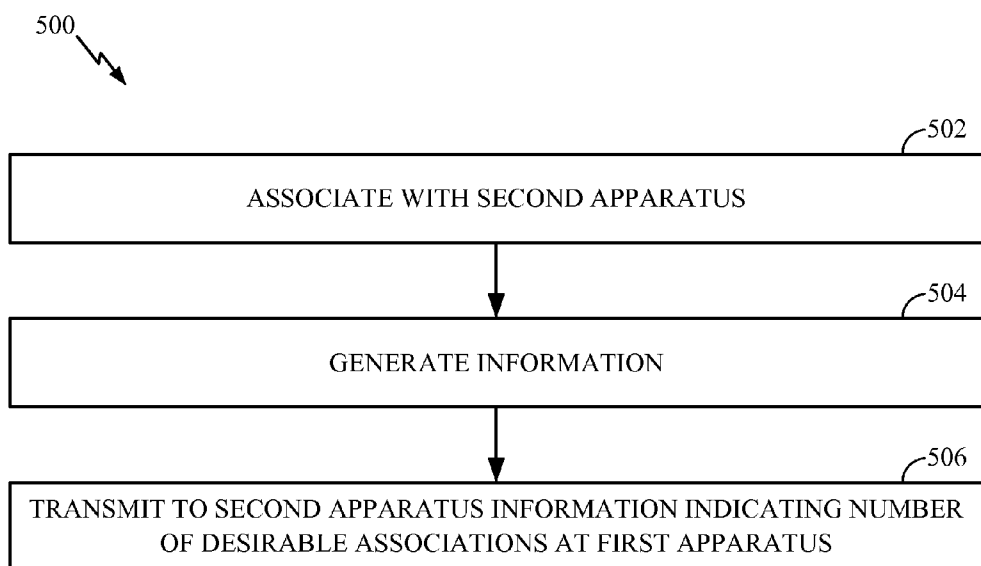 500
502
ASSOCIATE WITH SECOND APPARATUS
504
GENERATE INFORMATION
506
TRANSMIT TO SECOND APPARATUS INFORMATION INDICATING NUMBER
OF DESIRABLE ASSOCIATIONS AT FIRST APPARATUS